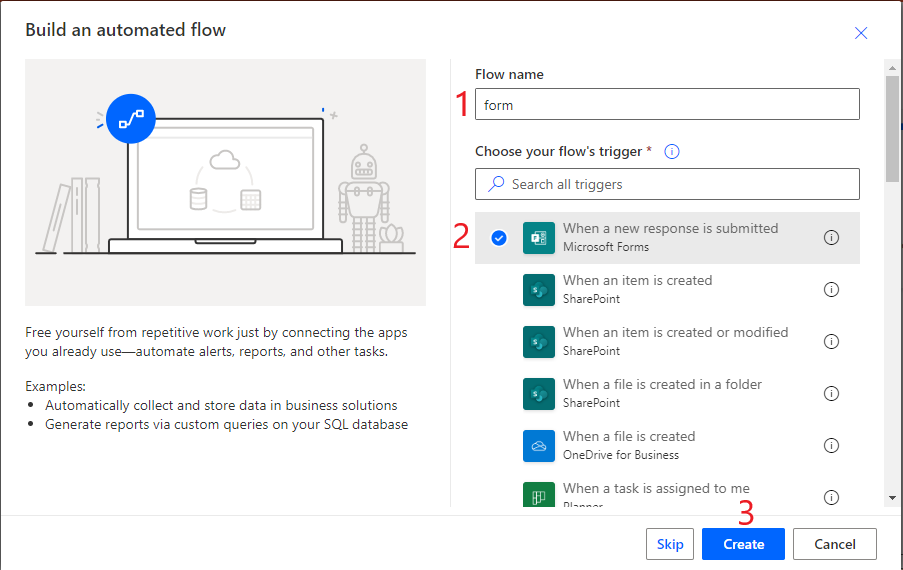 Build an automated flow
Free yourself from repetitive work just by connecting the apps
you already use—automate alerts, reports, and other tasks.
Examples:
• Automatically collect and store data in business solutions
• Generate reports via custom queries on your SQL database
Flow name
1
form
Choose your flow's trigger *
Search all triggers
2
When a new response is submitted
Microsoft Forms
When an item is created
SharePoint
When an item is created or modified
SharePoint
When a file is created in a folder
SharePoint
When a file is created
OneDrive for Business
When a task is assigned to me
Planner
3
Skip Create Cancel